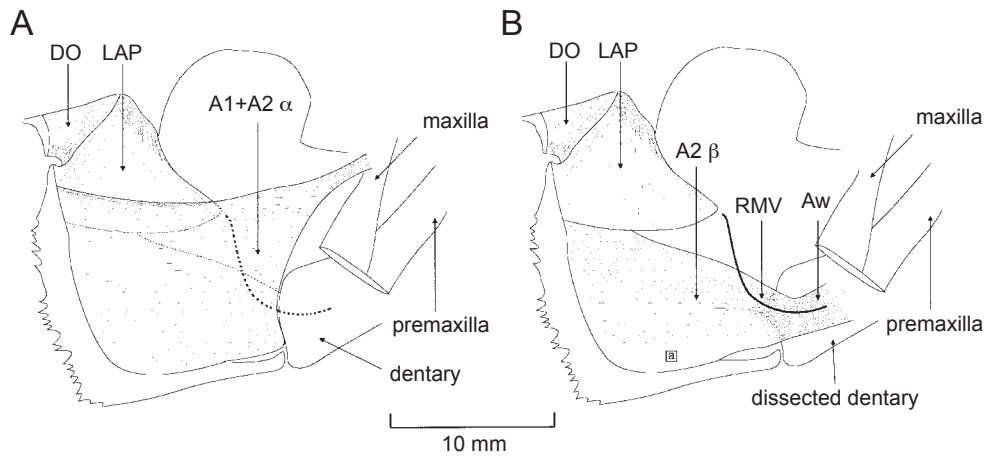 A
DO LAP
A1+A2 α
maxilla
premaxilla
dentary
B
DO LAP
A2 β
RMV
Aw
maxilla
premaxilla
dissected dentary
a
10 mm